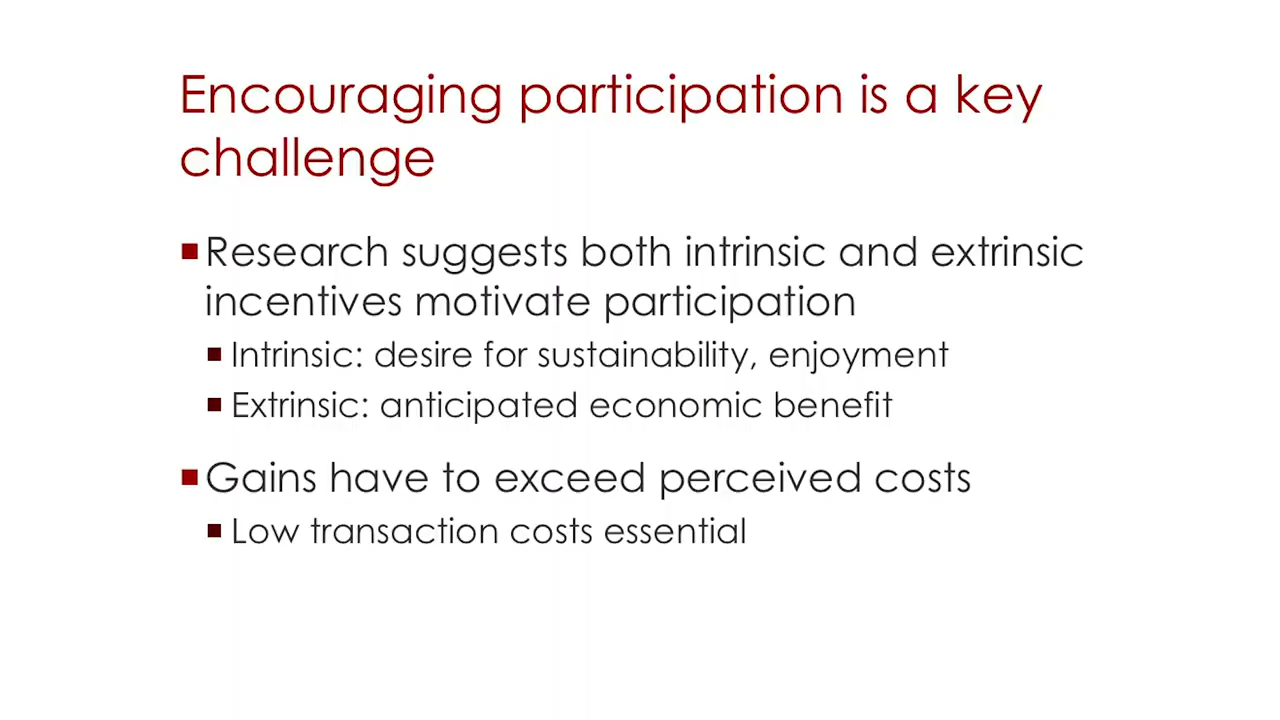 Encouraging participation is a key
challenge
Research suggests both intrinsic and extrinsic
incentives motivate participation
Intrinsic: desire for sustainability, enjoyment
Extrinsic: anticipated economic benefit
Gains have to exceed perceived costs
Low transaction costs essential